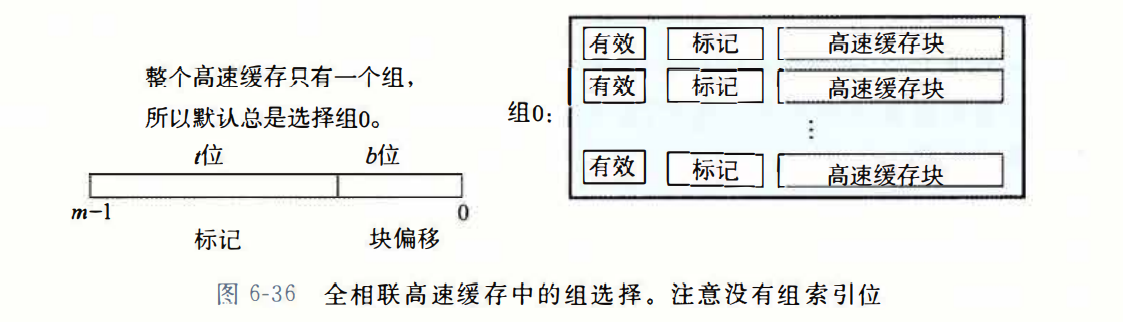 整个高速缓存只有一个组，
所以默认总是选择组0。
t位 b位
m−1 0
标记 块偏移
组0：
有效 标记 高速缓存块
有效 标记 高速缓存块
⋮
有效 标记 高速缓存块
图 6-36 全相联高速缓存中的组选择。注意没有组索引位